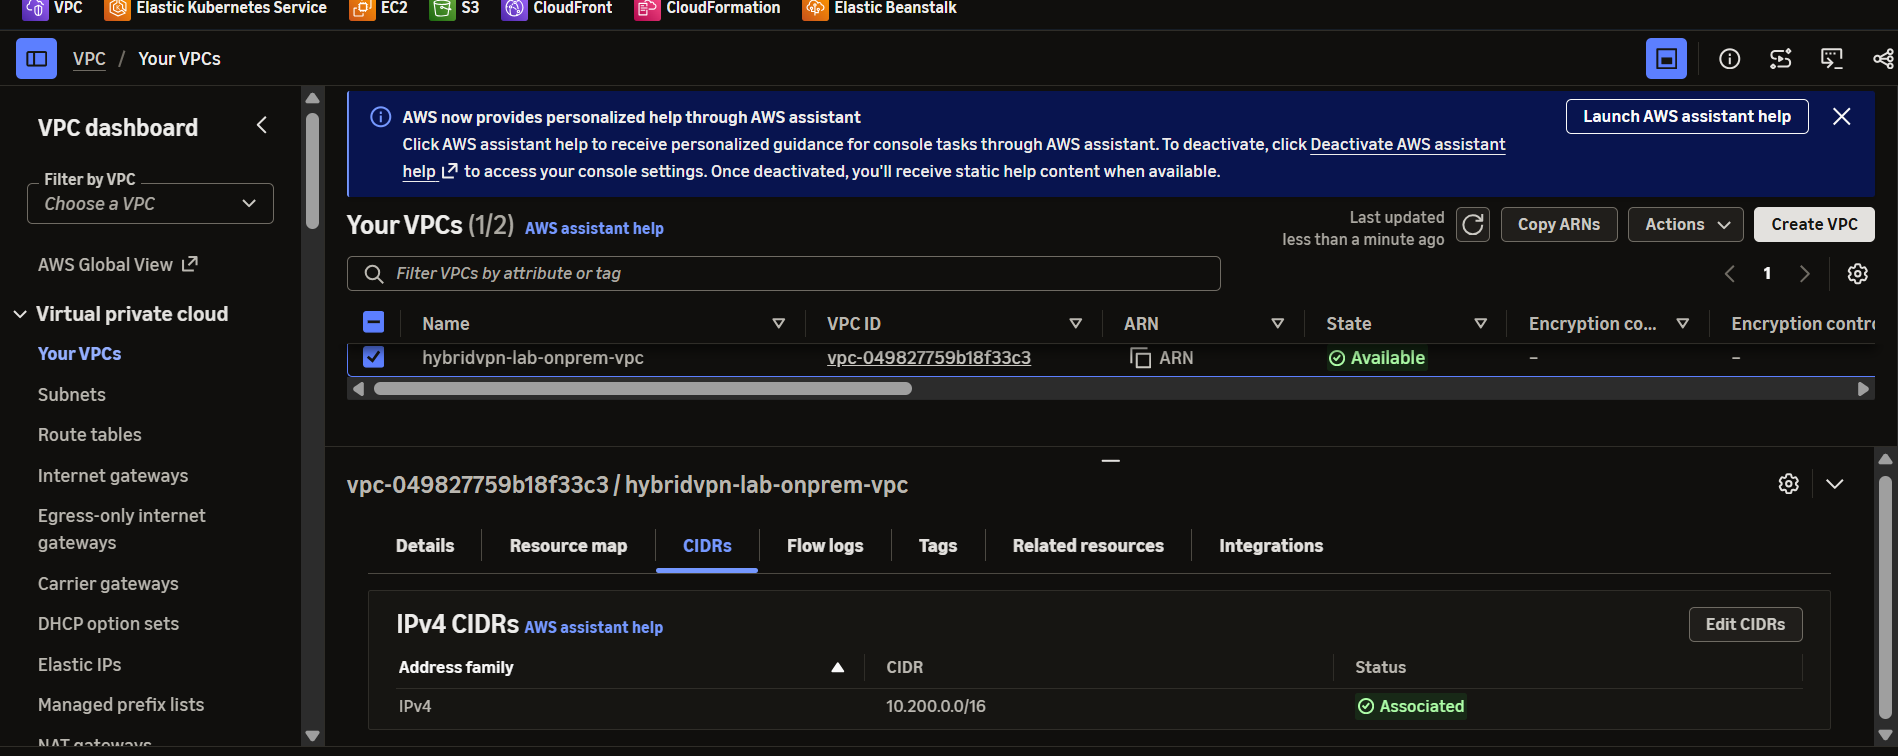 VPC
Elastic Kubernetes Service
EC2
S3
CloudFront
CloudFormation
Elastic Beanstalk
VPC / Your VPCs
VPC dashboard
Filter by VPC
Choose a VPC
AWS Global View
Virtual private cloud
Your VPCs
Subnets
Route tables
Internet gateways
Egress-only internet
gateways
Carrier gateways
DHCP option sets
Elastic IPs
Managed prefix lists
NAT gateways
AWS now provides personalized help through AWS assistant
Click AWS assistant help to receive personalized guidance for console tasks through AWS assistant. To deactivate, click Deactivate AWS assistant
help to access your console settings. Once deactivated, you'll receive static help content when available.
Launch AWS assistant help
Your VPCs (1/2) AWS assistant help
Last updated
less than a minute ago
Copy ARNs
Actions
Create VPC
Filter VPCs by attribute or tag
1
Name VPC ID ARN State Encryption co... Encryption contro
hybridvpn-lab-onprem-vpc vpc-049827759b18f33c3 ARN Available – –
vpc-049827759b18f33c3 / hybridvpn-lab-onprem-vpc
Details Resource map CIDRs Flow logs Tags Related resources Integrations
IPv4 CIDRs AWS assistant help
Edit CIDRs
Address family CIDR Status
IPv4 10.200.0.0/16 Associated